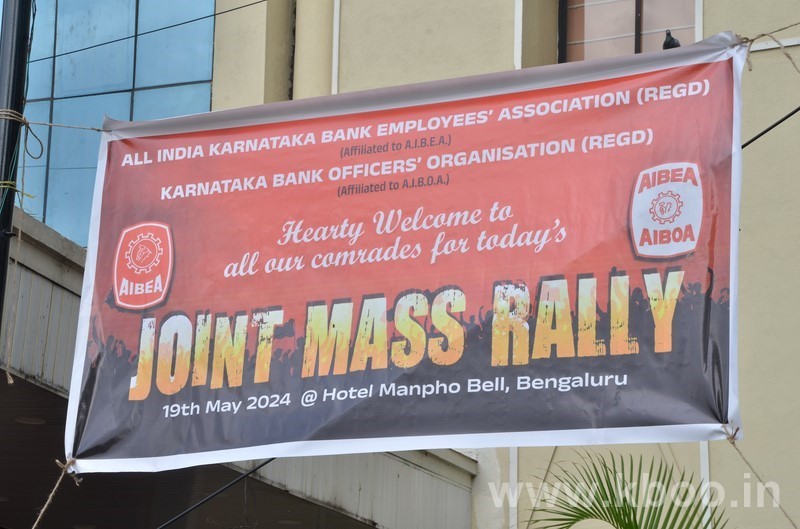 ALL INDIA KARNATAKA BANK EMPLOYEES' ASSOCIATION (REGD)
(Affiliated to A.I.B.E.A.)
KARNATAKA BANK OFFICERS' ORGANISATION (REGD)
(Affiliated to A.I.B.O.A.)
Hearty Welcome to
all our comrades for today's
AIBEA
AIBEA
AIBOA
JOINT MASS RALLY
19th May 2024 @ Hotel Manpho Bell, Bengaluru
www.kboo.in